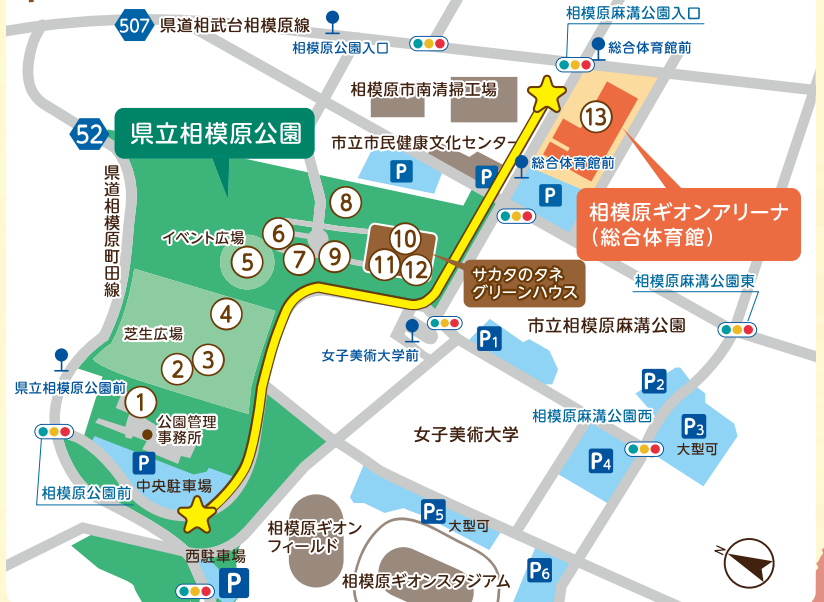 507
県道相武台相模原線
相模原公園入口
相模原麻溝公園入口
総合体育館前
相模原市南清掃工場
13
52
県立相模原公園
市立市民健康文化センター
P
P
総合体育館前
P
県道相模原町田線
8
相模原ギオンアリーナ
(総合体育館)
イベント広場
6
5
7
9
10
11
12
サカタのタネ
グリーンハウス
相模原麻溝公園東
4
芝生広場
2
3
女子美術大学前
P1
市立相模原麻溝公園
県立相模原公園前
1
公園管理
事務所
P2
相模原麻溝公園西
P3
大型可
女子美術大学
P4
P
中央駐車場
相模原公園前
相模原ギオン
フィールド
P5
大型可
西駐車場
P
相模原ギオンスタジアム
P6
N